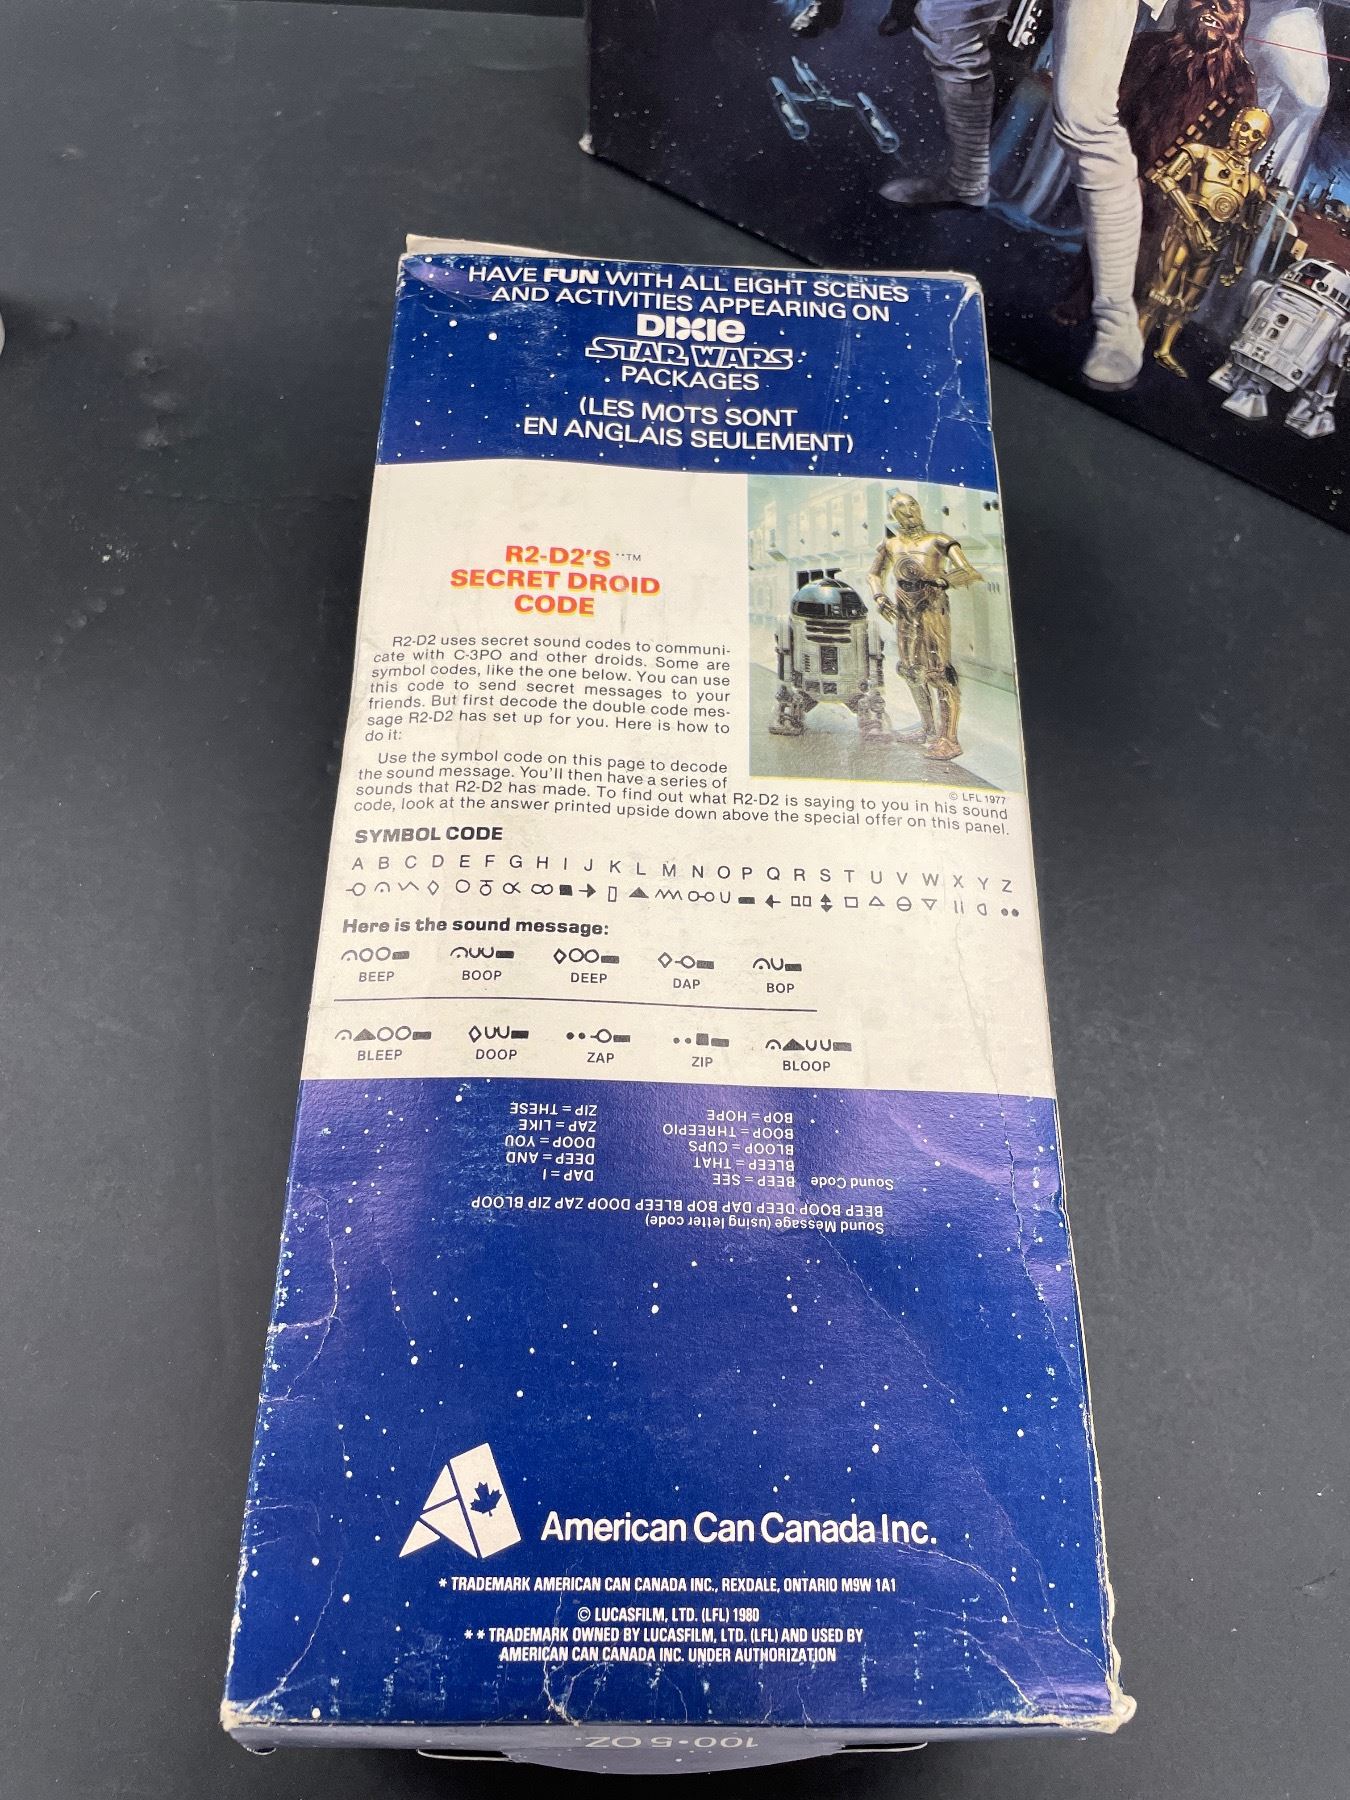 HAVE FUN WITH ALL EIGHT SCENES
AND ACTIVITIES APPEARING ON
DIXIE
STAR WARS
PACKAGES
(LES MOTS SONT
EN ANGLAIS SEULEMENT)
R2-D2'S **TM
SECRET DROID
CODE
R2-D2 uses secret sound codes to communi-
cate with C-3PO and other droids. Some are
symbol codes, like the one below. You can use
this code to send secret messages to your
friends. But first decode the double code mes-
sage R2-D2 has set up for you. Here is how to
do it:
Use the symbol code on this page to decode
the sound message. You'll then have a series of
sounds that R2-D2 has made. To find out what R2-D2 is saying to you in his sound
code, look at the answer printed upside down above the special offer on this panel.
© LFL 1977
SYMBOL CODE
A B C D E F G H I J K L M N O P Q R S T U V W X Y Z
Here is the sound message:
BEEP BOOP DEEP DAP BOP
BLEEP DOOP ZAP ZIP BLOOP
Sound Message (using letter code)
BEEP BOOP DEEP DAP BOP BLEEP DOOP ZAP ZIP BLOOP
Sound Code BEEP = SEE DAP = I
BLEEP = THAT DEEP = AND
BLOOP = CUPS DOOP = YOU
BOOP = THREEPIO ZAP = LIKE
BOP = HOPE ZIP = THESE
American Can Canada Inc.
* TRADEMARK AMERICAN CAN CANADA INC., REXDALE, ONTARIO M9W 1A1
© LUCASFILM, LTD. (LFL) 1980
** TRADEMARK OWNED BY LUCASFILM, LTD. (LFL) AND USED BY
AMERICAN CAN CANADA INC. UNDER AUTHORIZATION
100•5 OZ.